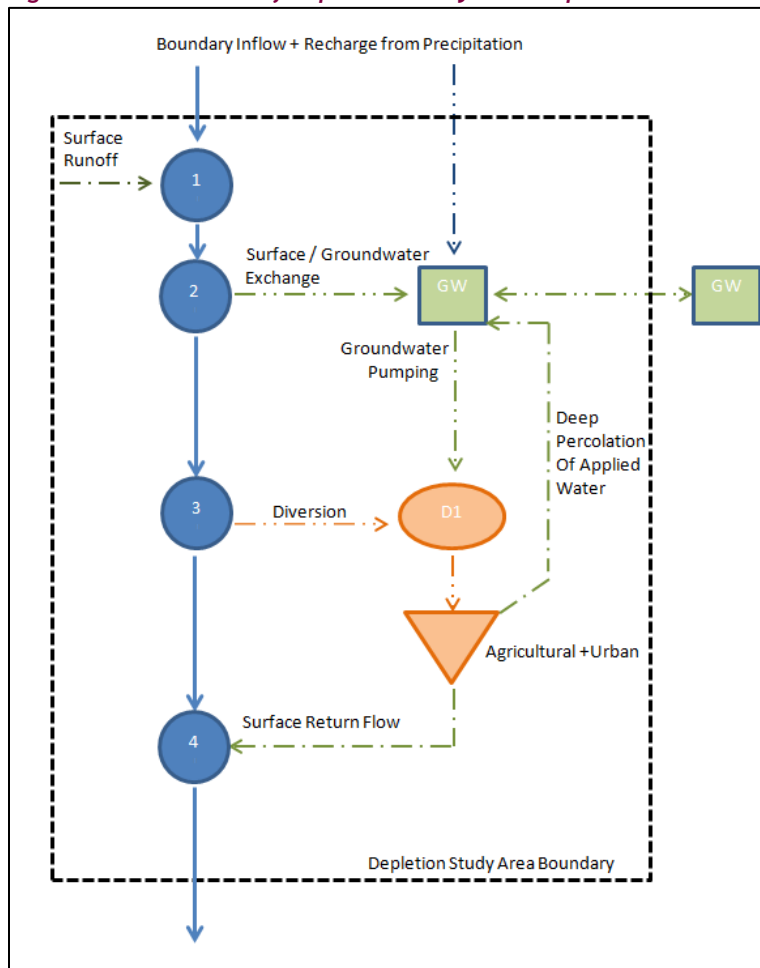 Boundary Inflow + Recharge from Precipitation
Surface
Runoff
1
Surface / Groundwater
Exchange
2
GW
GW
Groundwater
Pumping
Deep
Percolation
Of Applied
Water
3
Diversion
D1
Agricultural +Urban
Surface Return Flow
4
Depletion Study Area Boundary